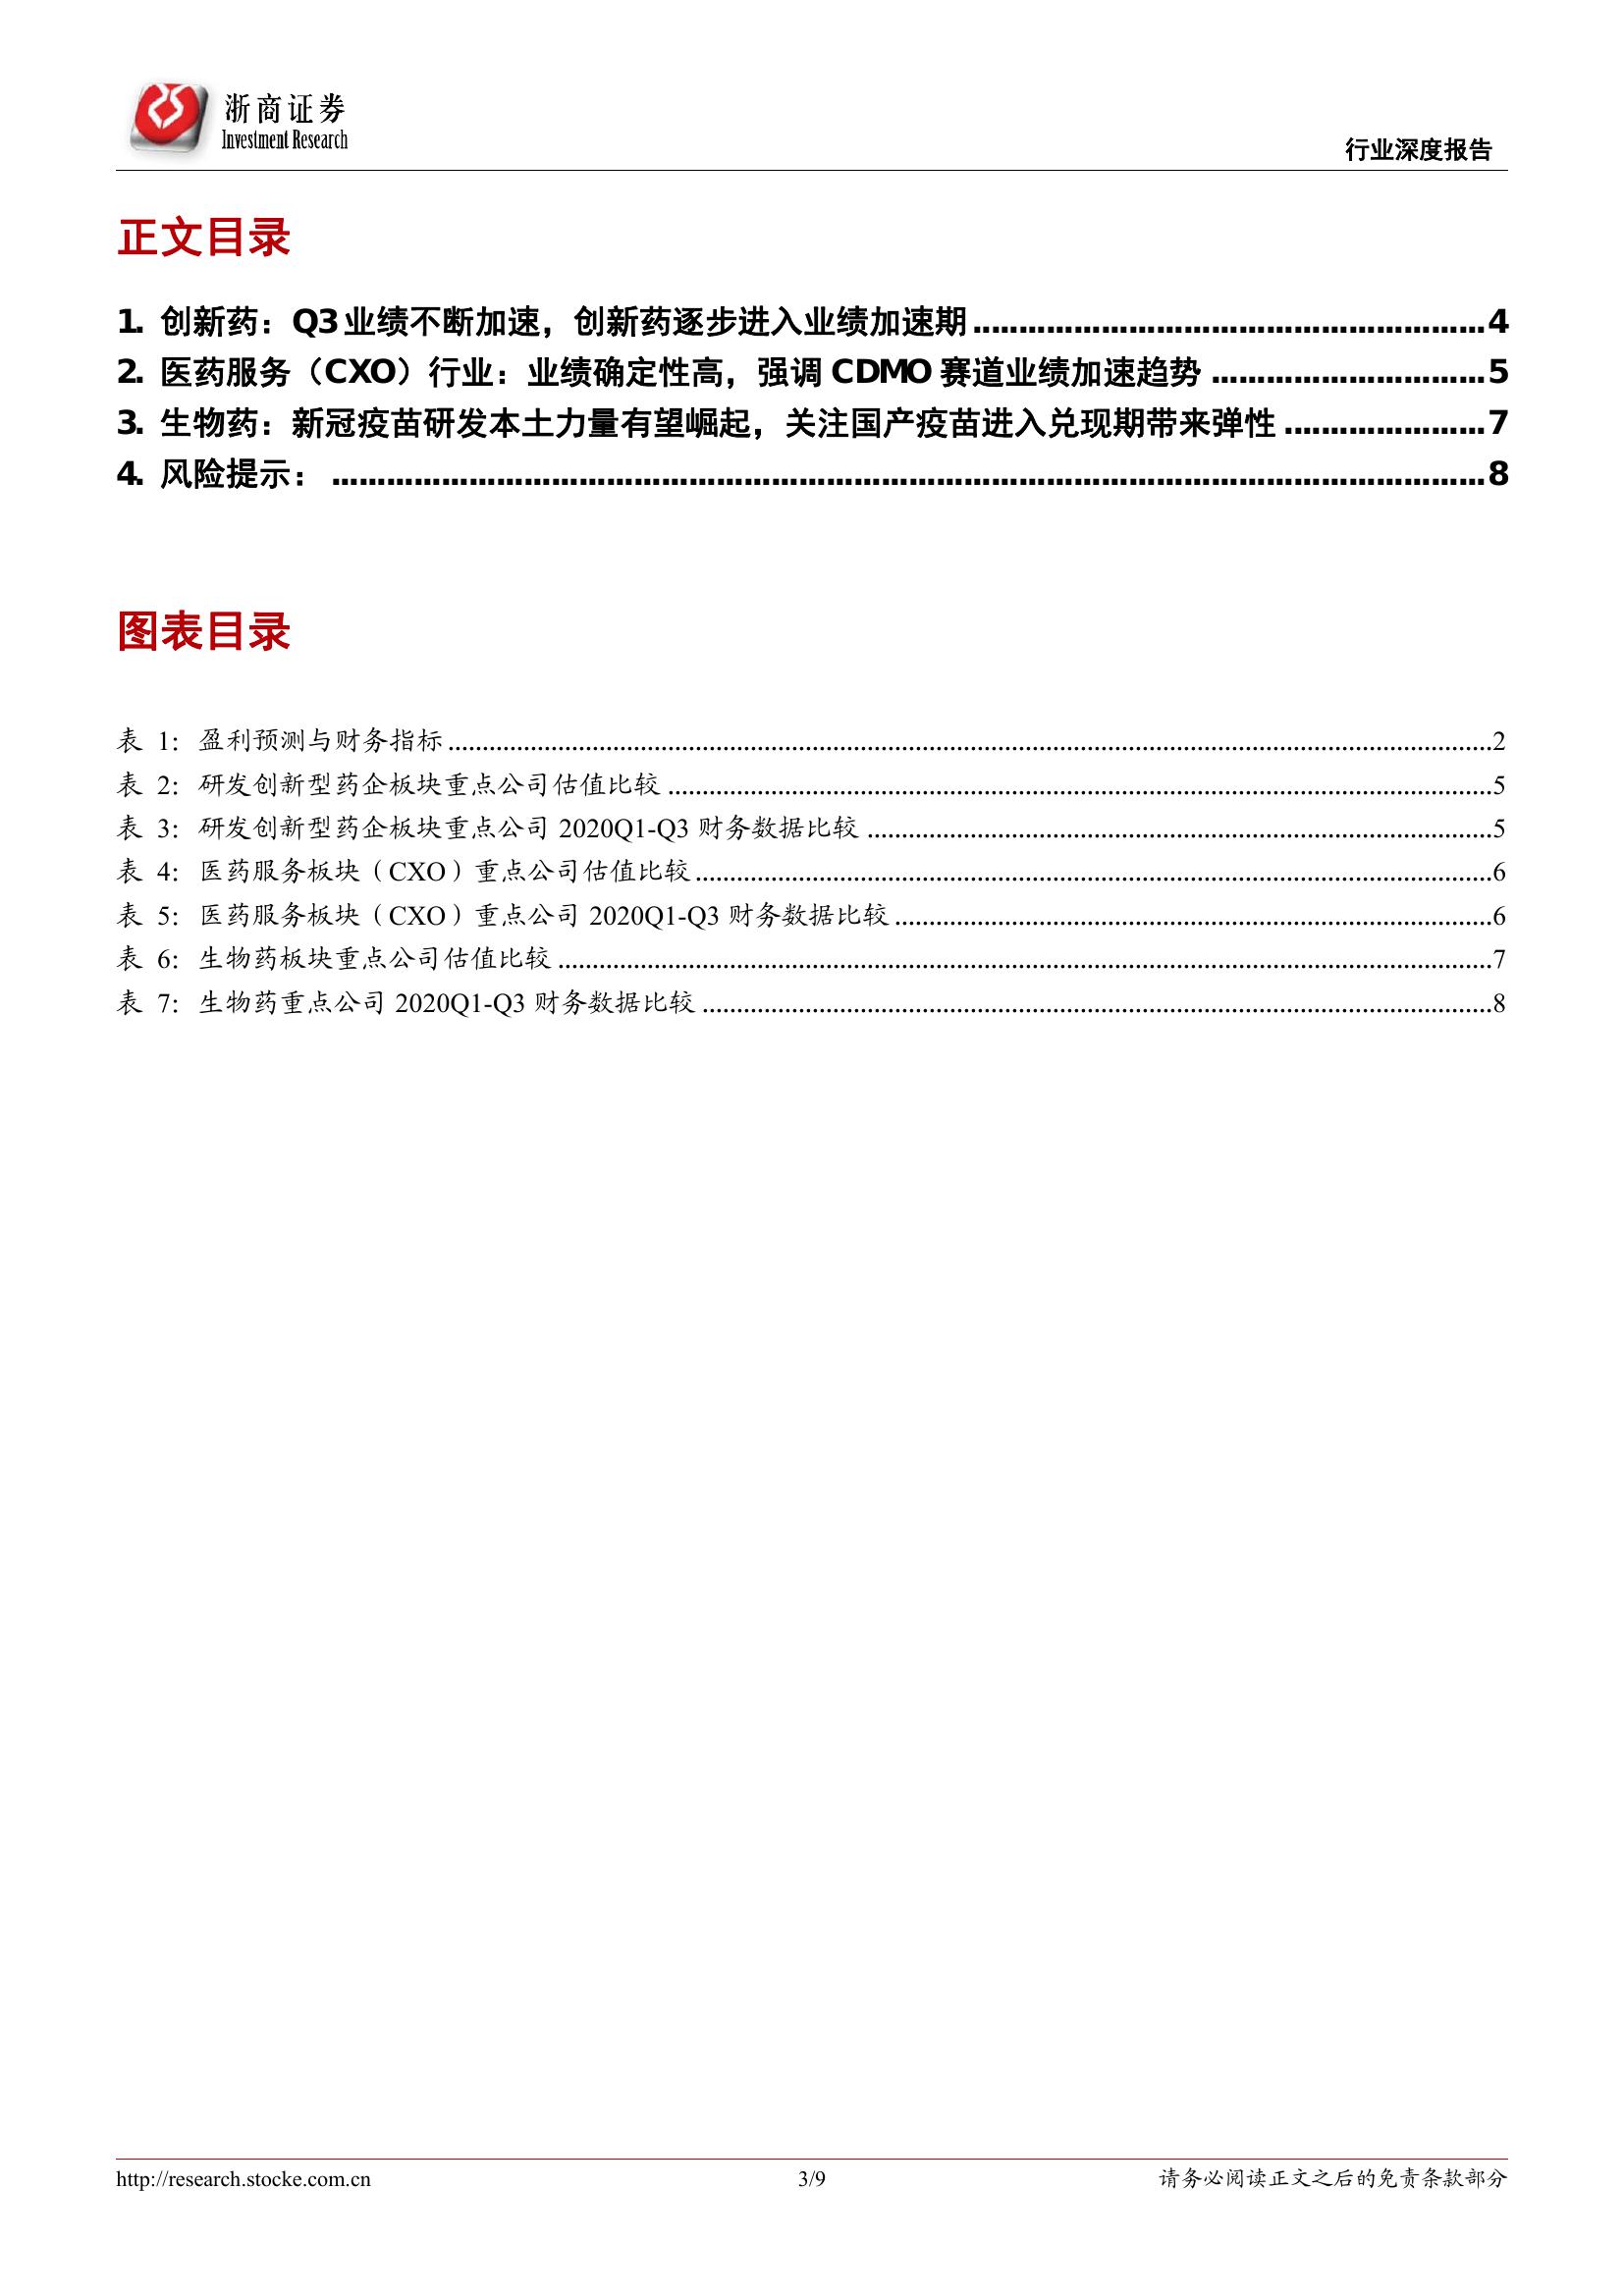 浙商证券
Investment Research
行业深度报告
正文目录
1. 创新药：Q3 业绩不断加速，创新药逐步进入业绩加速期........................................................4
2. 医药服务（CXO）行业：业绩确定性高，强调 CDMO 赛道业绩加速趋势..............................5
3. 生物药：新冠疫苗研发本土力量有望崛起，关注国产疫苗进入兑现期带来弹性......................7
4. 风险提示：..............................................................................................................................8
图表目录
表 1：盈利预测与财务指标........................................................................................................2
表 2：研发创新型药企板块重点公司估值比较............................................................................5
表 3：研发创新型药企板块重点公司 2020Q1-Q3 财务数据比较..................................................5
表 4：医药服务板块（CXO）重点公司估值比较..........................................................................6
表 5：医药服务板块（CXO）重点公司 2020Q1-Q3 财务数据比较................................................6
表 6：生物药板块重点公司估值比较..........................................................................................7
表 7：生物药重点公司 2020Q1-Q3 财务数据比较........................................................................8
http://research.stocke.com.cn
3/9
请务必阅读正文之后的免责条款部分